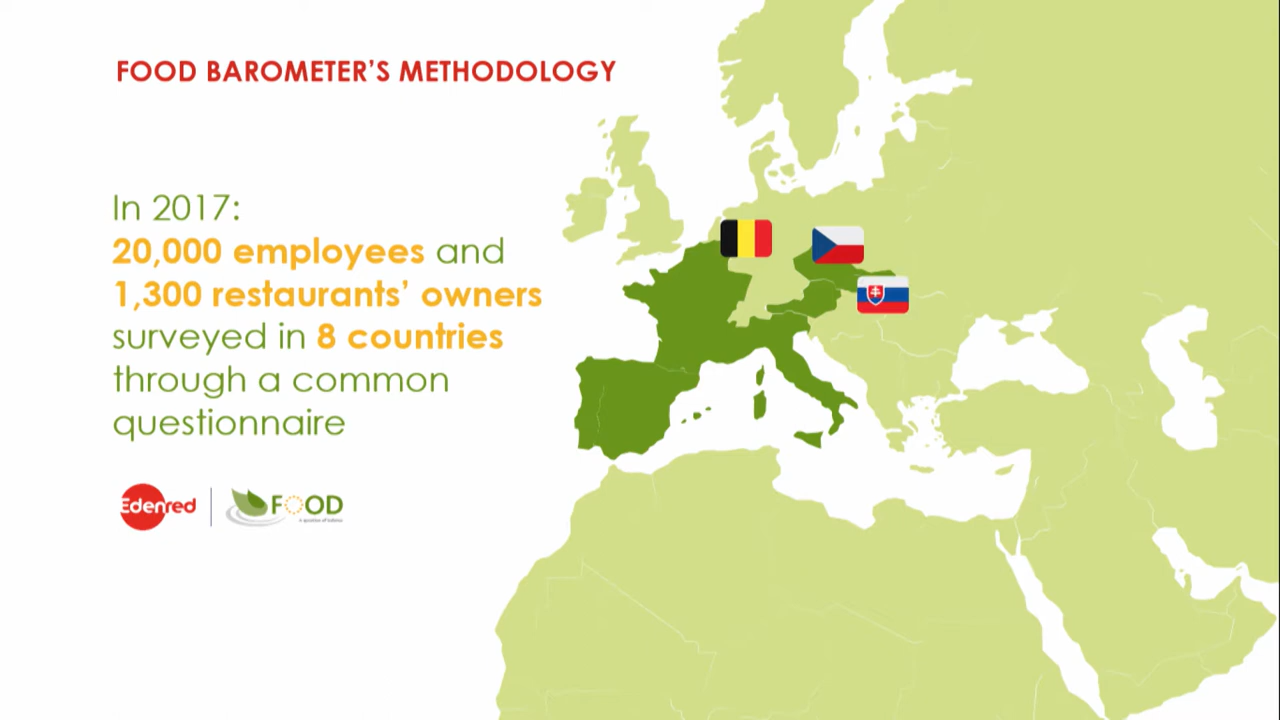 FOOD BAROMETER'S METHODOLOGY
In 2017:
20,000 employees and
1,300 restaurants' owners
surveyed in 8 countries
through a common
questionnaire
Edenred
FOOD